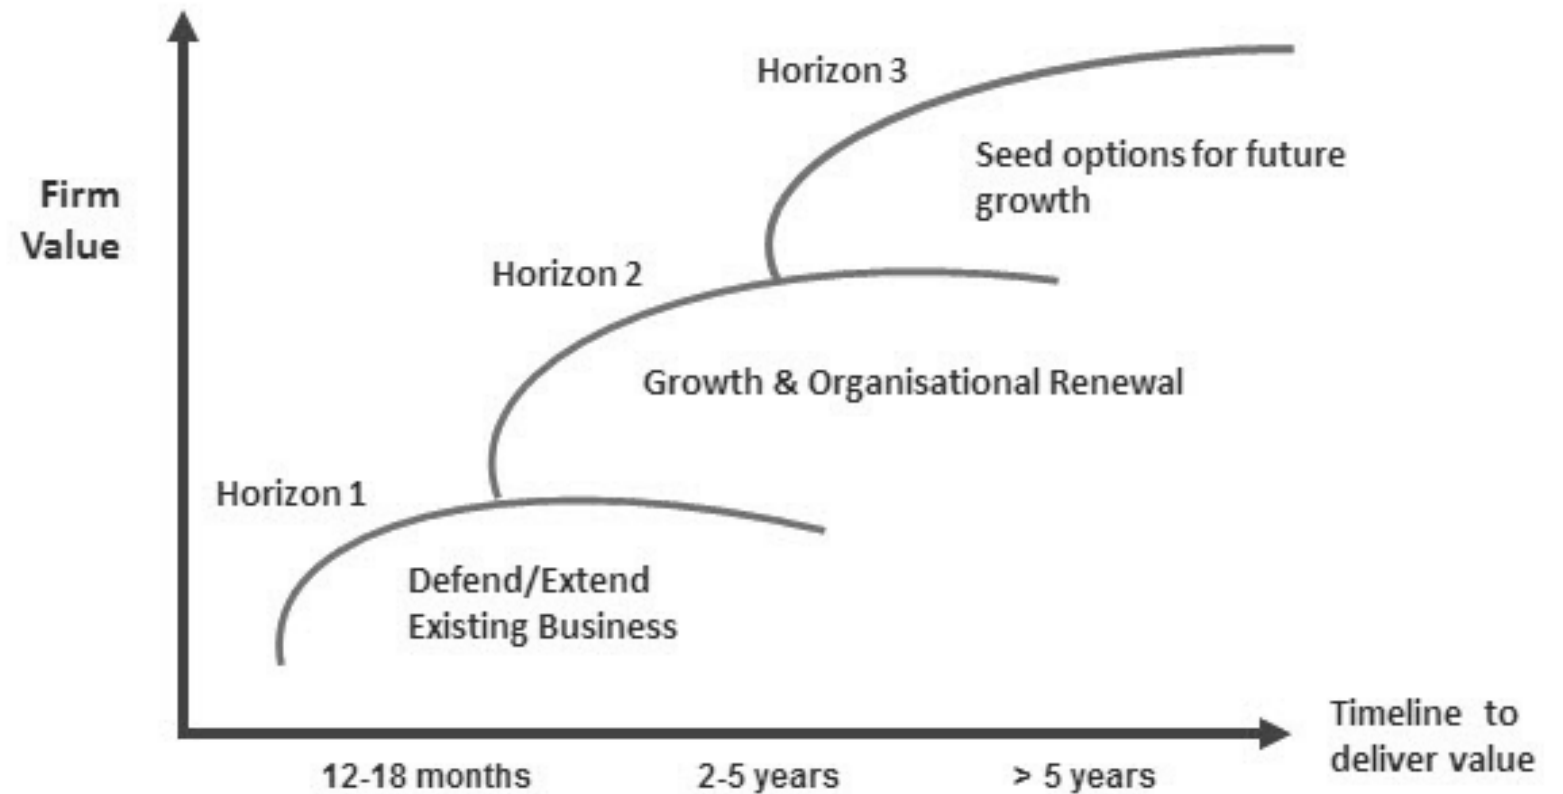 Horizon 3
Seed options for future
growth
Firm
Value
Horizon 2
Growth & Organisational Renewal
Horizon 1
Defend/Extend
Existing Business
Timeline to
deliver value
12-18 months
2-5 years
> 5 years